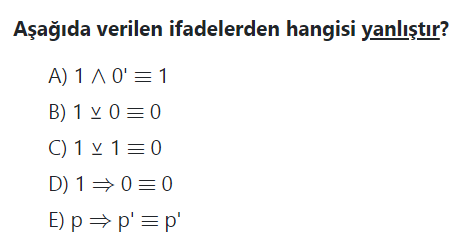 Aşağıda verilen ifadelerden hangisi yanlıştır?
A) 1 ∧ 0' ≡ 1
B) 1 ⊻ 0 ≡ 0
C) 1 ⊻ 1 ≡ 0
D) 1 ⇒ 0 ≡ 0
E) p ⇒ p' ≡ p'